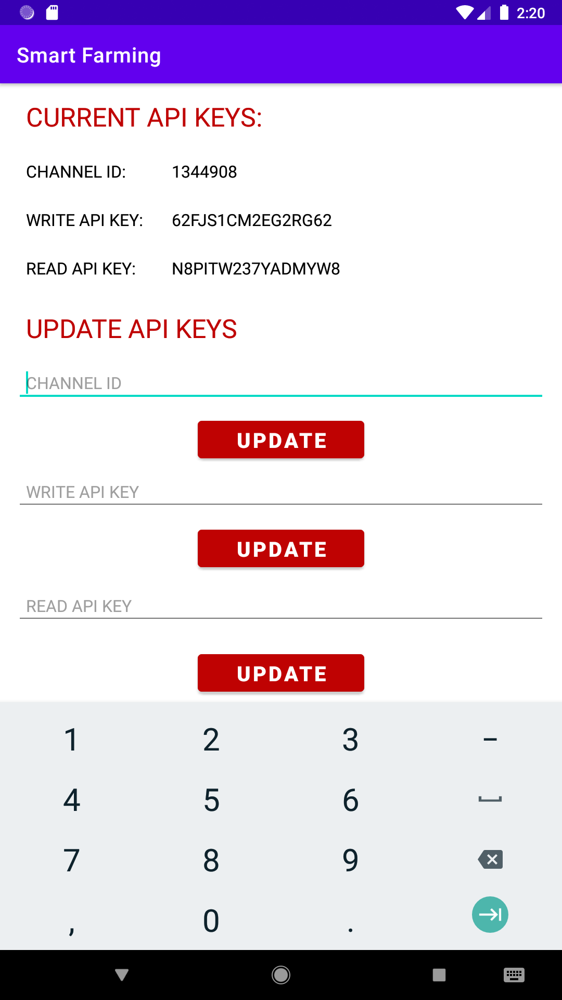 2:20
Smart Farming
CURRENT API KEYS:
CHANNEL ID: 1344908
WRITE API KEY: 62FJS1CM2EG2RG62
READ API KEY: N8PITW237YADMYW8
UPDATE API KEYS
CHANNEL ID
UPDATE
WRITE API KEY
UPDATE
READ API KEY
UPDATE
1 2 3 –
4 5 6
7 8 9
, 0 .